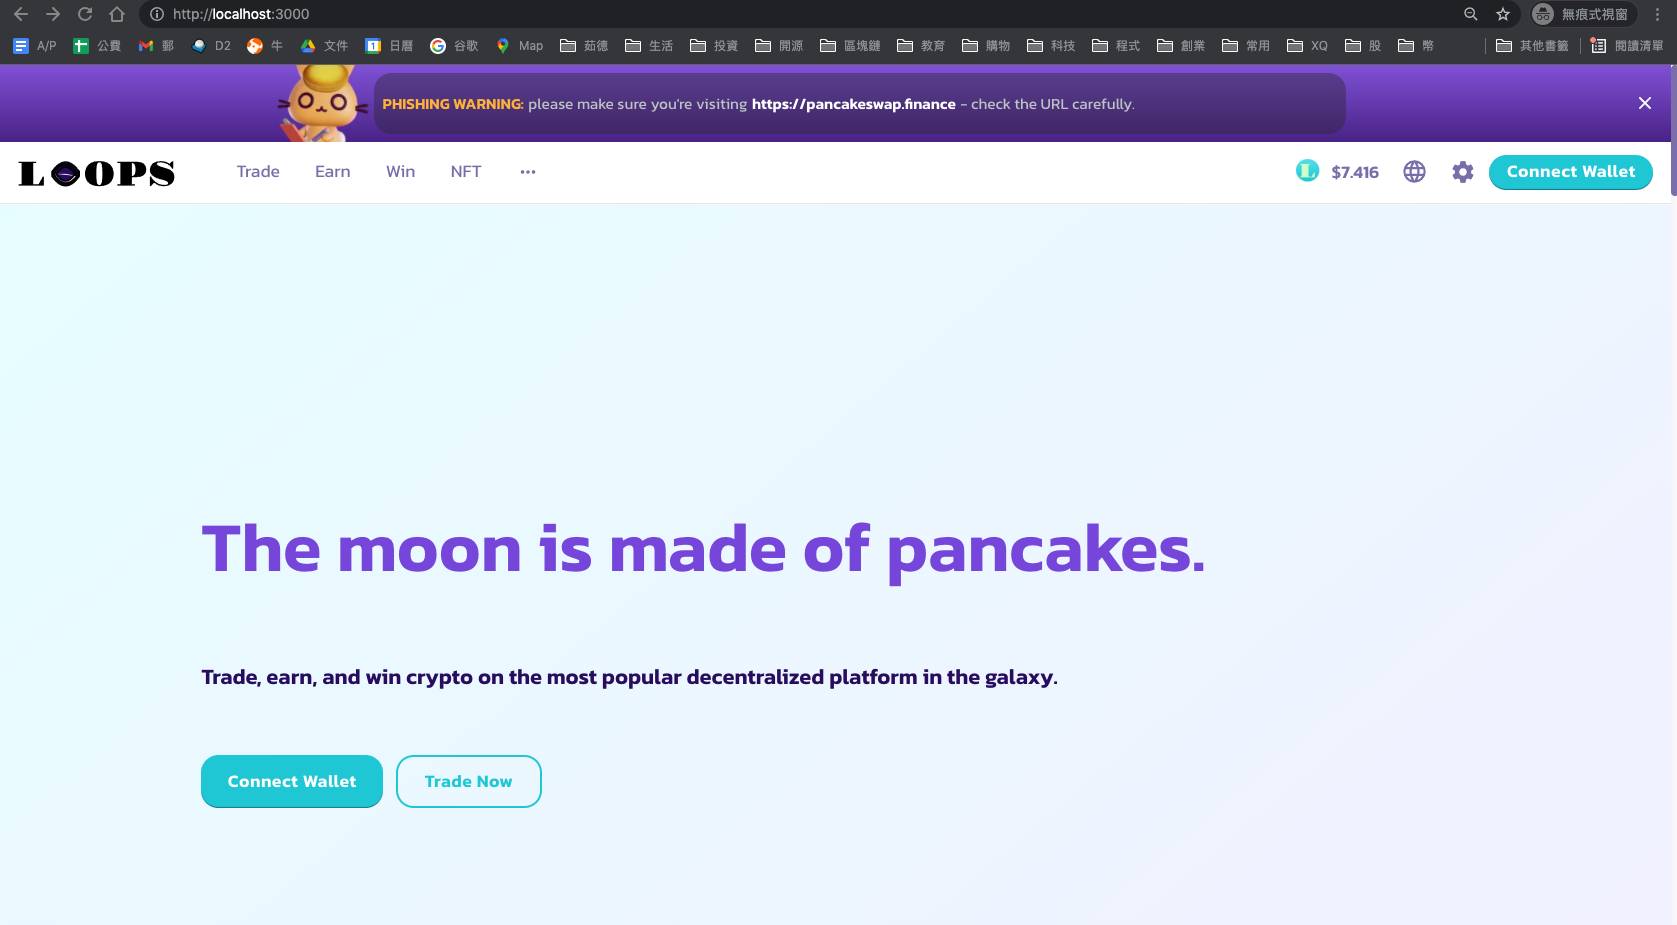 http://localhost:3000
無痕式視窗
A/P
公費
郵
D2
牛
文件
日曆
谷歌
Map
茹德
生活
投資
開源
區塊鏈
教育
購物
科技
程式
創業
常用
XQ
股
幣
其他書籤
閱讀清單
PHISHING WARNING: please make sure you're visiting https://pancakeswap.finance - check the URL carefully.
LOOPS
Trade
Earn
Win
NFT
L
$7.416
Connect Wallet
The moon is made of pancakes.
Trade, earn, and win crypto on the most popular decentralized platform in the galaxy.
Connect Wallet
Trade Now